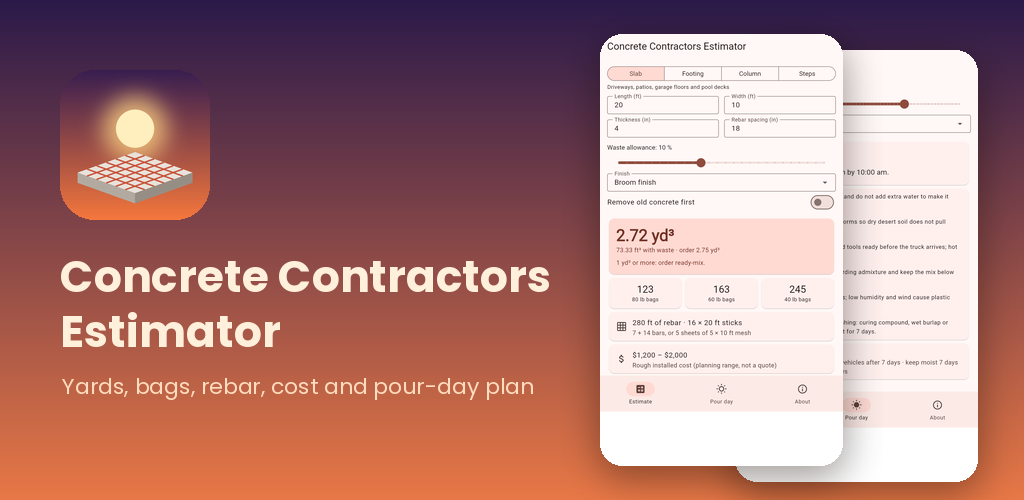 Concrete Contractors
Estimator
Yards, bags, rebar, cost and pour-day plan
Concrete Contractors Estimator
Slab Footing Column Steps
Driveways, patios, garage floors and pool decks
Length (ft) Width (ft)
20 10
Thickness (in) Rebar spacing (in)
4 18
Waste allowance: 10 %
Finish
Broom finish
Remove old concrete first
2.72 yd³
73.33 ft³ with waste · order 2.75 yd³
1 yd³ or more: order ready-mix.
123 163 245
80 lb bags 60 lb bags 40 lb bags
280 ft of rebar · 16 × 20 ft sticks
7 + 14 bars, or 5 sheets of 5 × 10 ft mesh
$ $1,200 – $2,000
Rough installed cost (planning range, not a quote)
Estimate Pour day About
by 10:00 am.
and do not add extra water to make it
so dry desert soil does not pull
tools ready before the truck arrives; hot
admixture and keep the mix below
low humidity and wind cause plastic
curing compound, wet burlap or
for 7 days.
vehicles after 7 days · keep moist 7 days
Pour day About